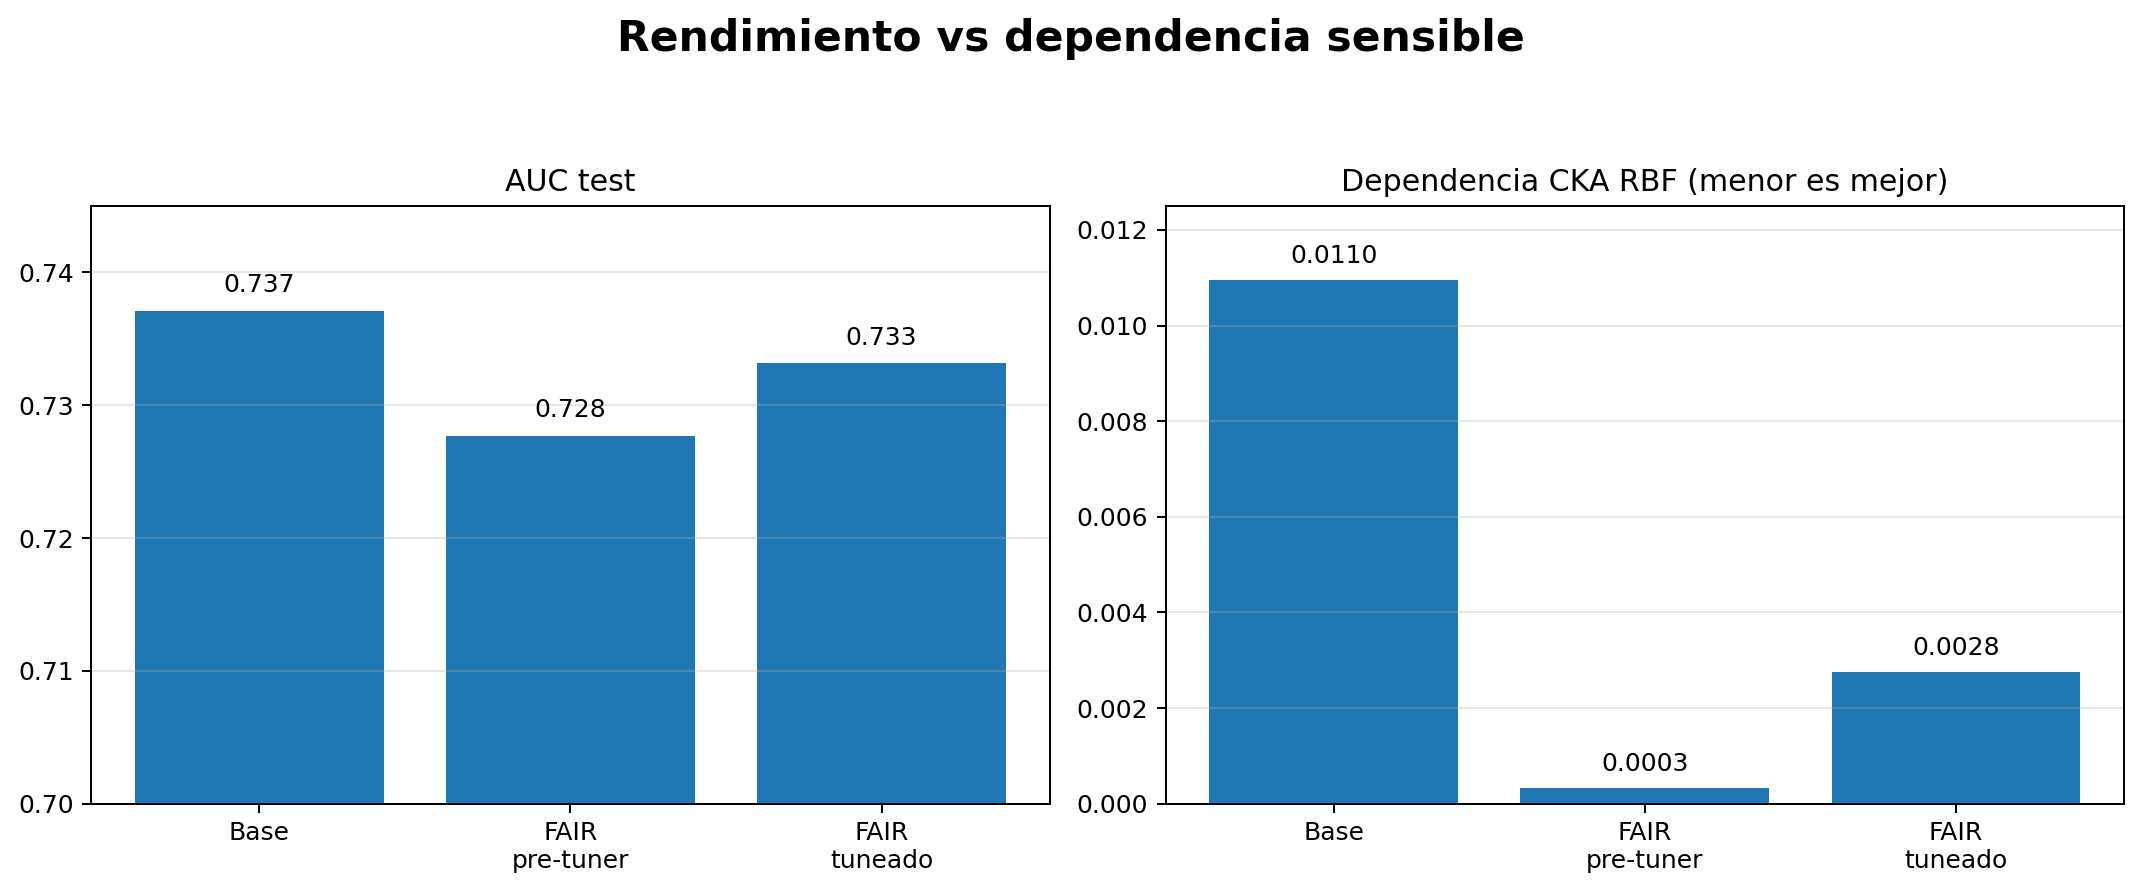 Rendimiento vs dependencia sensible
AUC test
0.74
0.73
0.72
0.71
0.70
0.737
0.728
0.733
Base
FAIR
pre-tuner
FAIR
tuneado
Dependencia CKA RBF (menor es mejor)
0.012
0.010
0.008
0.006
0.004
0.002
0.000
0.0110
0.0003
0.0028
Base
FAIR
pre-tuner
FAIR
tuneado